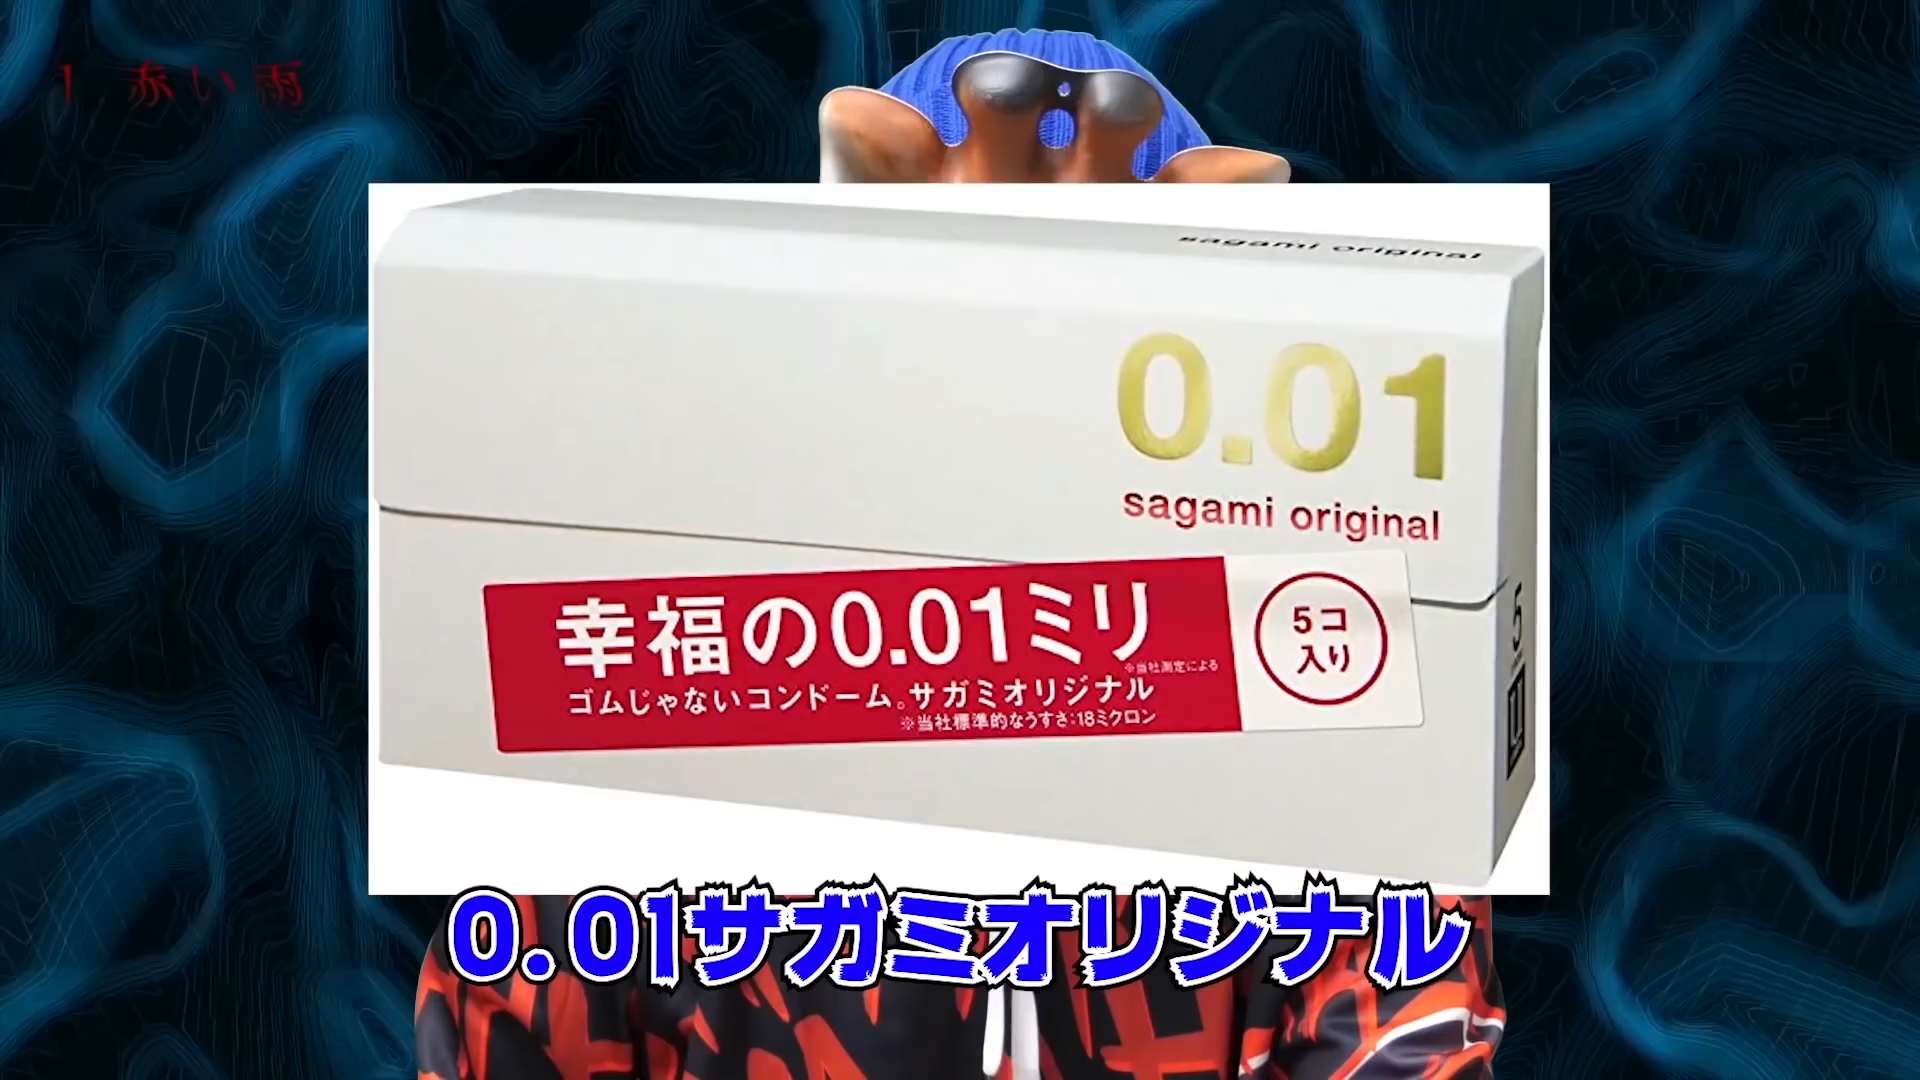 1 赤い雨
sagami original
0.01
sagami original
幸福の0.01ミリ
※当社測定による
ゴムじゃないコンドーム。サガミオリジナル
※当社標準的なうすさ:18ミクロン
5コ
入り
5
0.01サガミオリジナル